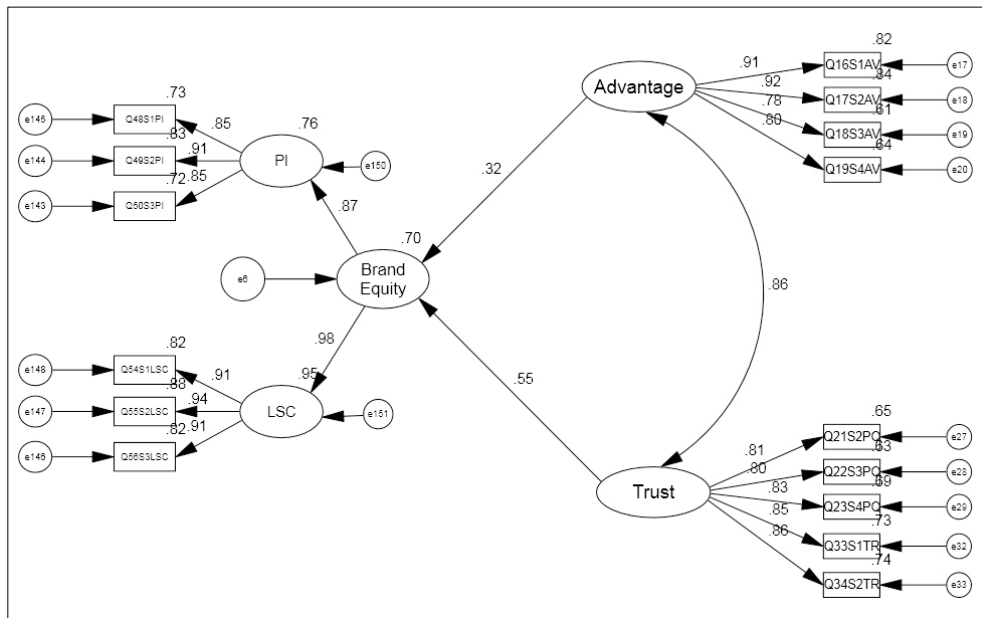 .82
.91
Q16S1AV
e17
Advantage
.92
.84
Q17S2AV
e18
.78
.61
Q18S3AV
e19
.80
.64
Q19S4AV
e20
.73
e145
Q48S1PI
.85
.76
.83
e144
Q49S2PI
.91
PI
e150
.72
.85
e143
Q50S3PI
.32
.87
.70
Brand
Equity
e6
.86
.98
.82
.95
e148
Q54S1LSC
.91
.88
.55
e147
Q55S2LSC
.94
LSC
e151
.82
.91
e146
Q56S3LSC
.65
.81
Q21S2PQ
e27
.63
.80
Q22S3PQ
e28
.69
.83
Trust
Q23S4PQ
e29
.73
.85
Q33S1TR
e32
.74
.86
Q34S2TR
e33